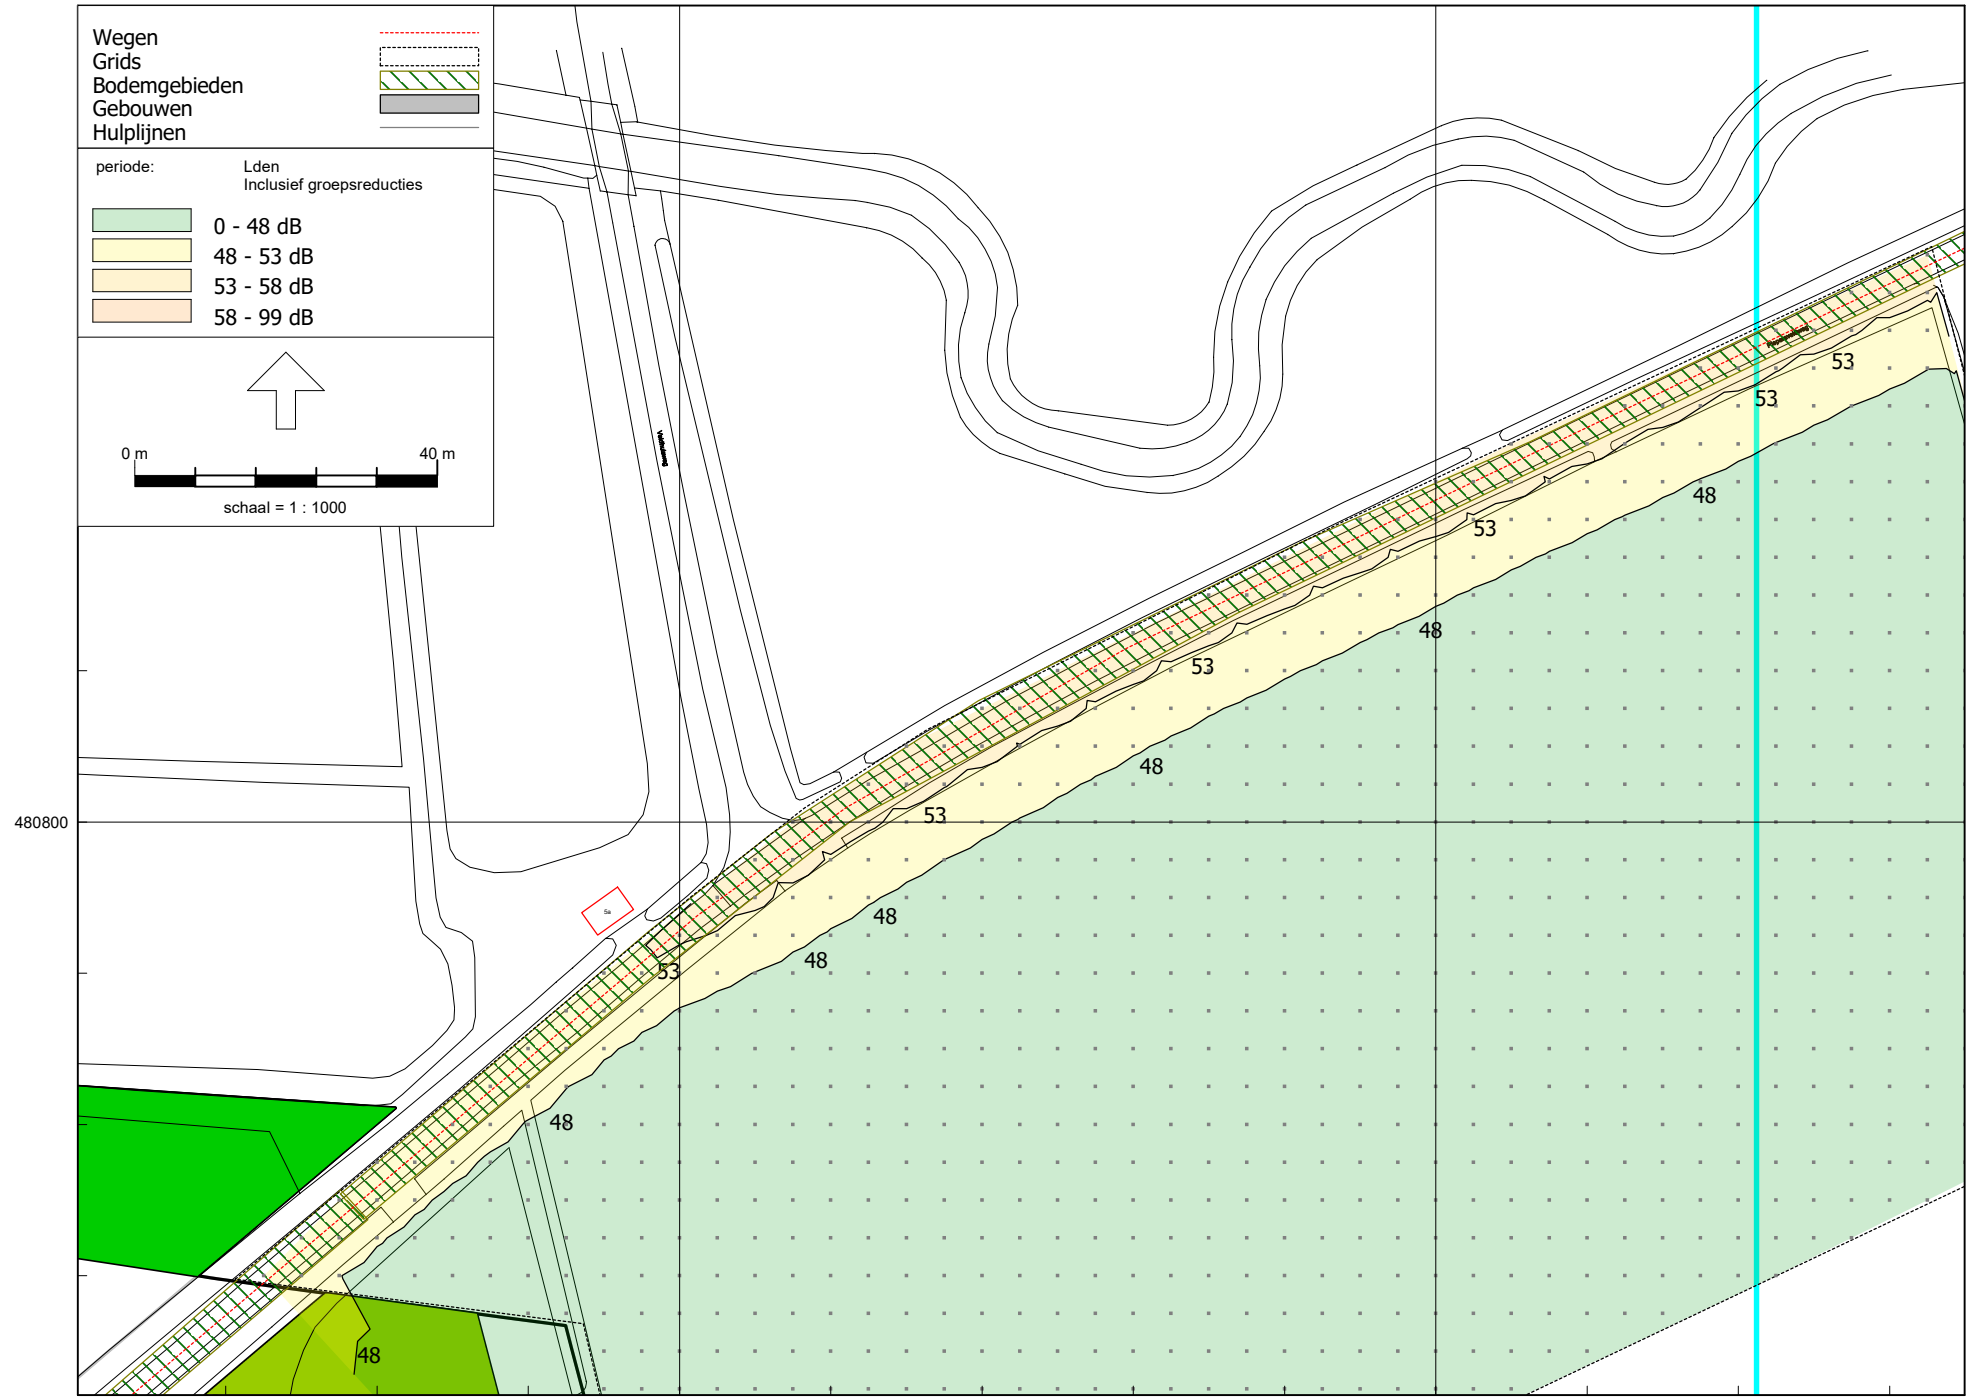 Wegen
Grids
Bodemgebieden
Gebouwen
Hulplijnen
periode: Lden
Inclusief groepsreducties
0 - 48 dB
48 - 53 dB
53 - 58 dB
58 - 99 dB
0 m 40 m
schaal = 1 : 1000
53
53
48
53
48
53
48
53
480800
5a
48
48
53
48
48